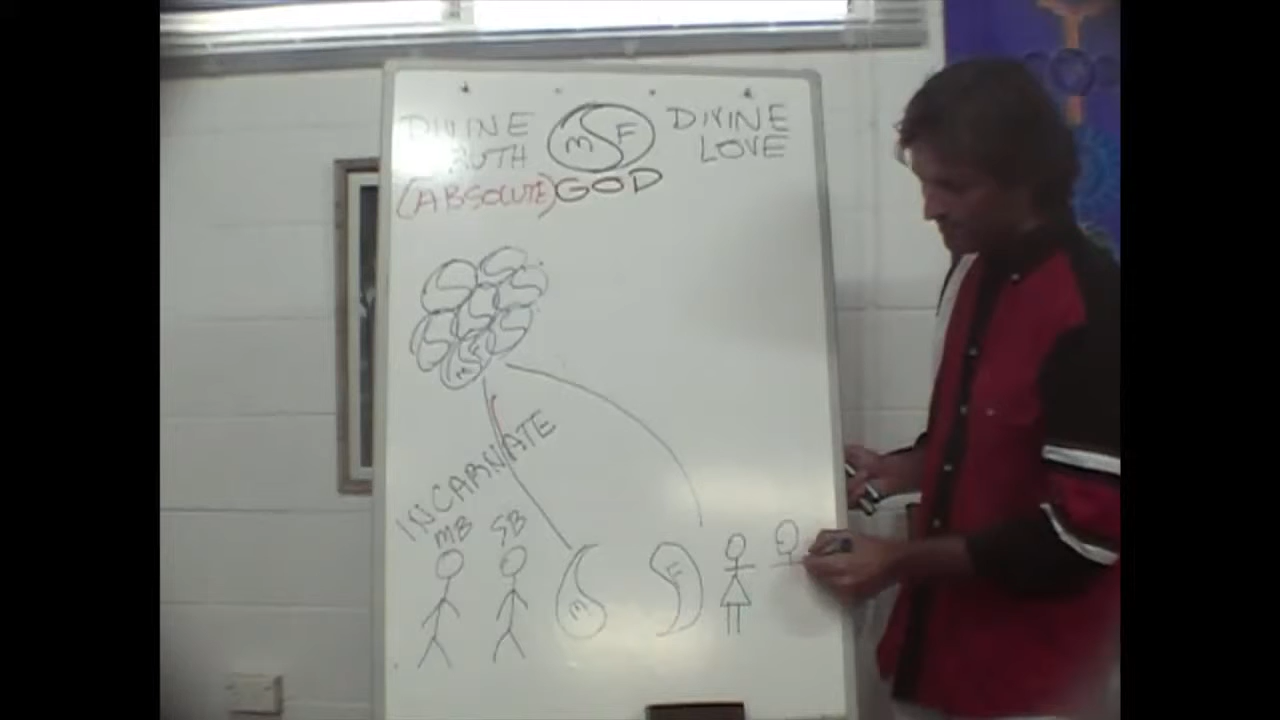 DIVINE
TRUTH
(ABSOLUTE)
M F
GOD
DIVINE
LOVE
M
INCARNATE
MB SB
M F